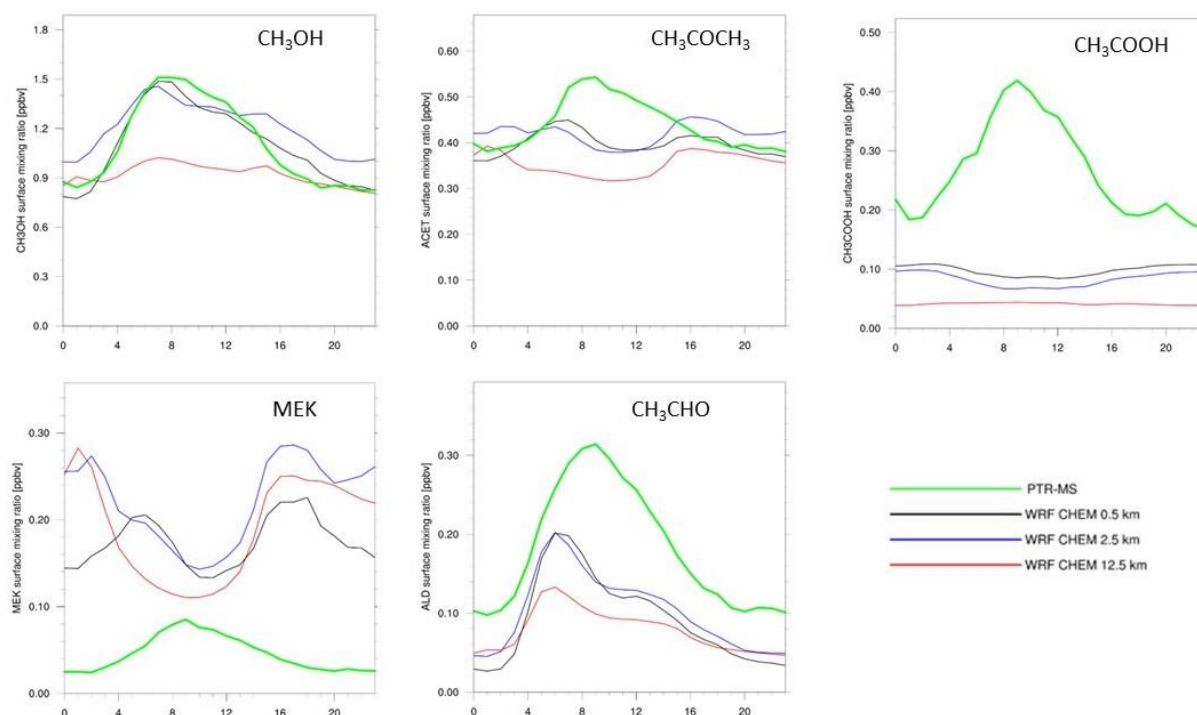 CH₃OH
CH3OH surface mixing ratio [ppbv]
1.8
1.5
1.2
0.9
0.6
0.3
0.0
0 4 8 12 16 20
CH₃COCH₃
ACET surface mixing ratio [ppbv]
0.60
0.50
0.40
0.30
0.20
0.10
0.00
0 4 8 12 16 20
CH₃COOH
CH3COOH surface mixing ratio [ppbv]
0.50
0.40
0.30
0.20
0.10
0.00
0 4 8 12 16 20
MEK
MEK surface mixing ratio [ppbv]
0.30
0.20
0.10
0.00
0 4 8 12 16 20
CH₃CHO
ALD surface mixing ratio [ppbv]
0.30
0.20
0.10
0.00
0 4 8 12 16 20
PTR-MS
WRF CHEM 0.5 km
WRF CHEM 2.5 km
WRF CHEM 12.5 km